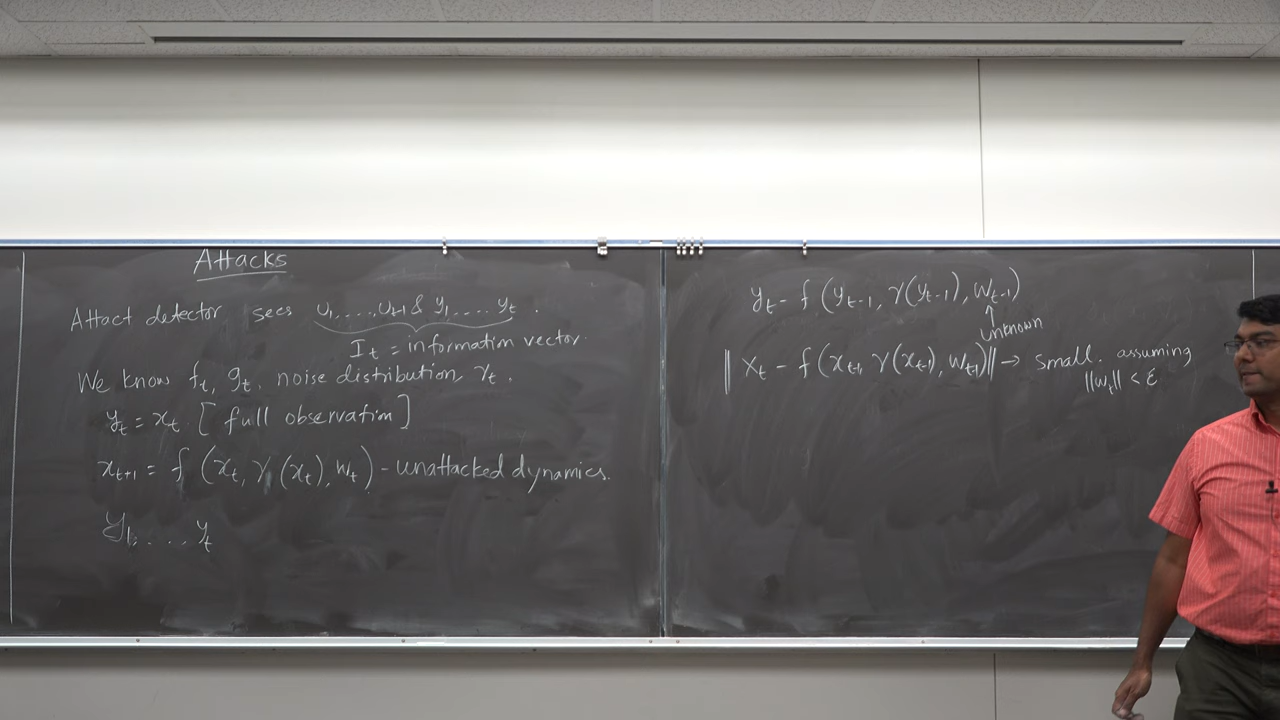 Attacks
Attact detector sees U₁,....,Uₜ₋₁ & y₁,.... yₜ.
Iₜ = information vector.
We know fₜ, gₜ, noise distribution, γₜ.
yₜ = xₜ [full observation]
xₜ₊₁ = f (xₜ, γ(xₜ), wₜ) - unattacked dynamics.
y₁, ... yₜ
yₜ - f (yₜ₋₁, γ(yₜ₋₁), wₜ₋₁)
↑
unknown
‖ xₜ - f (xₜ₋₁, γ(xₜ₋₁), wₜ₋₁) ‖ → small. assuming
‖wₜ‖ < ε